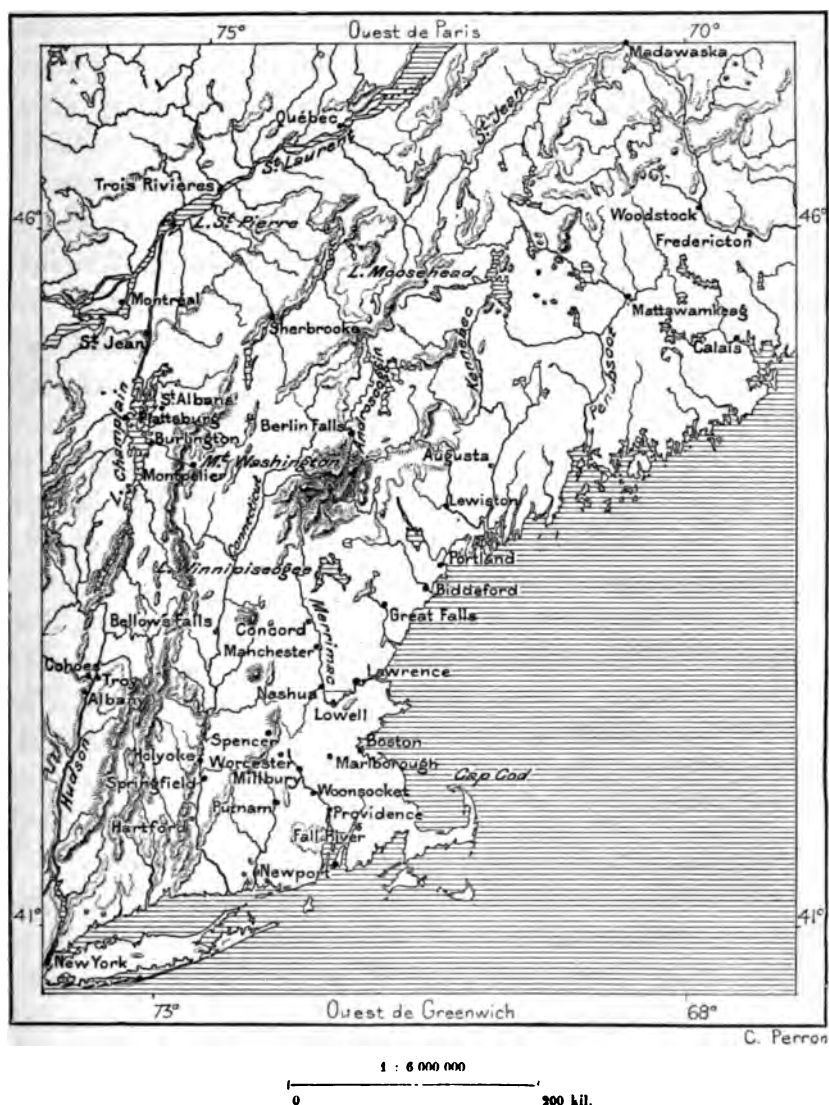 75°
Ouest de Paris
70°
Madawaska
St. Jean
Québec
St. Laurent
Trois Rivières
46°
L. St. Pierre
Woodstock
46°
Fredericton
L. Moosehead
Montréal
Mattawamkeag
Sherbrooke
St. Jean
Kennebec
Calais
Penobscot
Androscoggin
St. Albans
Plattsburg
L. Champlain
Burlington
Berlin Falls
Mt. Washington
Augusta
Montpelier
Connecticut
Lewiston
Portland
L. Winnipiseogee
Biddeford
Great Falls
Bellows Falls
Concord
Merrimac
Manchester
Cohoes
Troy
Lawrence
Albany
Nashua
Lowell
Spencer
Boston
Hudson
Holyoke
Worcester
Marlborough
Springfield
Millbury
Cap Cod
Woonsocket
Putnam
Providence
Hartford
Fall River
Newport
41°
41°
New York
73°
Ouest de Greenwich
68°
C. Perron
1 : 6 000 000
0
200 kil.